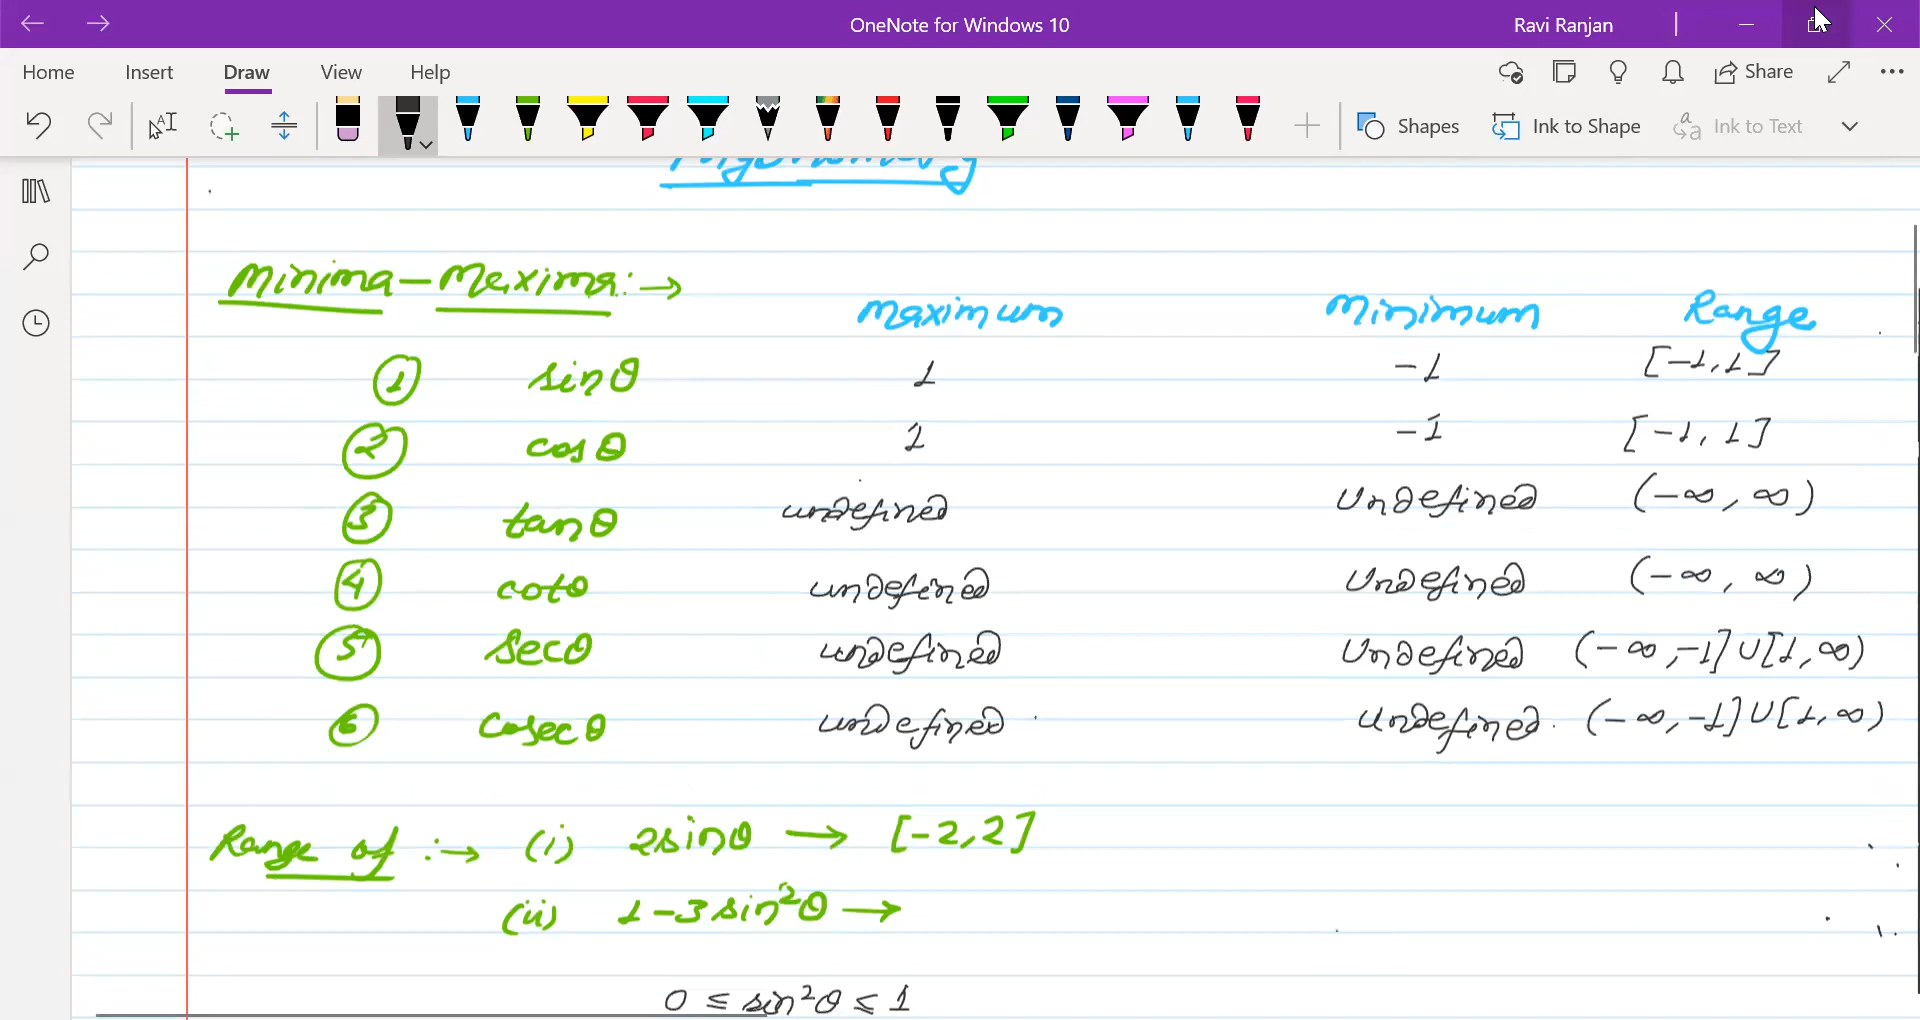 OneNote for Windows 10
Ravi Ranjan
Home Insert Draw View Help
Share
Shapes Ink to Shape Ink to Text
Trigonometry
Minima - Maxima :→
Maximum Minimum Range
① sinθ 1 -1 [-1,1]
② cosθ 1 -1 [-1,1]
③ tanθ undefined Undefined (-∞, ∞)
④ cotθ undefined Undefined (-∞, ∞)
⑤ secθ undefined Undefined (-∞,-1]∪[1,∞)
⑥ cosecθ undefined Undefined. (-∞,-1]∪[1,∞)
Range of :→ (i) 2sinθ → [-2,2]
(ii) 1-3sin²θ →
0 ≤ sin²θ ≤ 1